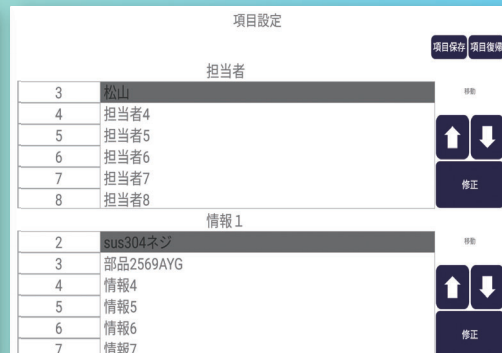 項目設定
項目保存 項目復帰
担当者
3 松山 移動
4 担当者4
5 担当者5
6 担当者6
7 担当者7 修正
8 担当者8
情報１
2 sus304ネジ 移動
3 部品2569AYG
4 情報4
5 情報5
6 情報6 修正
7 情報7